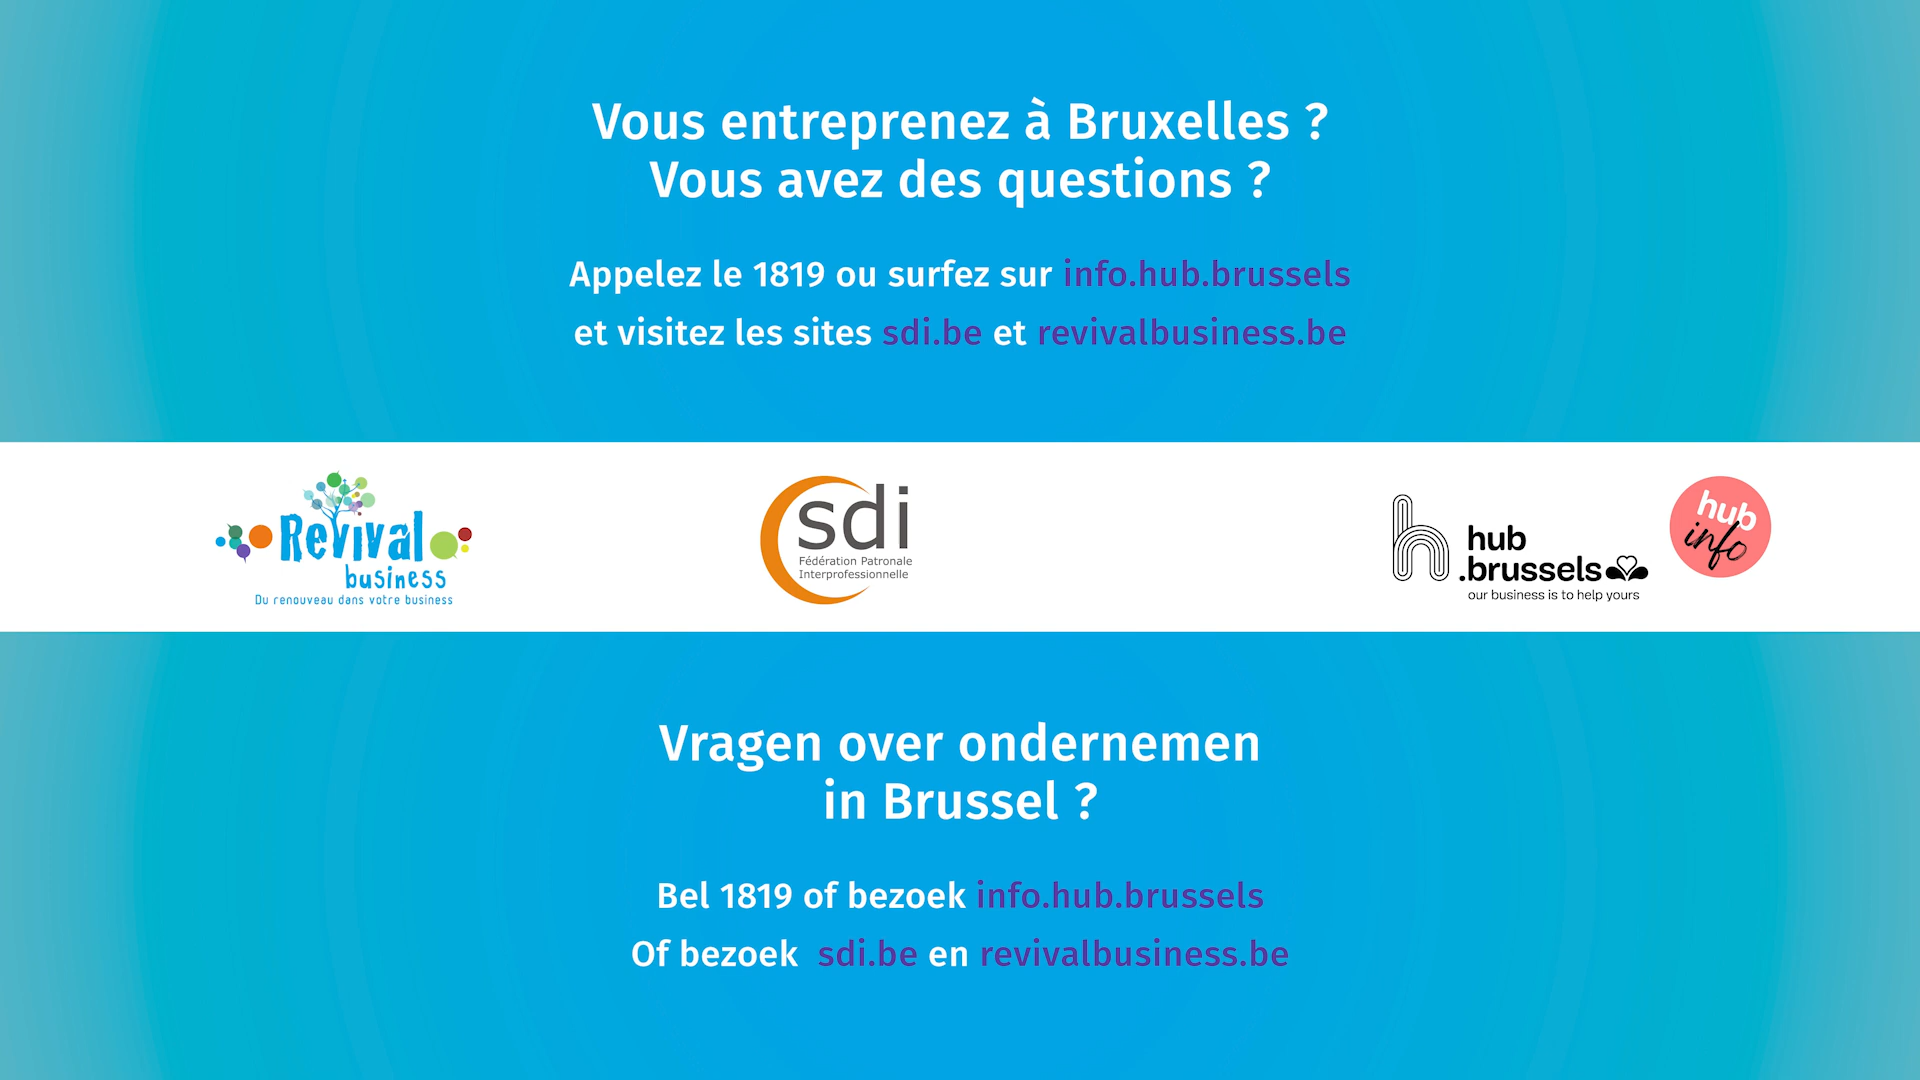 Vous entreprenez à Bruxelles ?
Vous avez des questions ?
Appelez le 1819 ou surfez sur info.hub.brussels
et visitez les sites sdi.be et revivalbusiness.be
Revival
business
Du renouveau dans votre business
sdi
Fédération Patronale
Interprofessionnelle
h
hub
.brussels
our business is to help yours
hub
info
Vragen over ondernemen
in Brussel ?
Bel 1819 of bezoek info.hub.brussels
Of bezoek  sdi.be en revivalbusiness.be